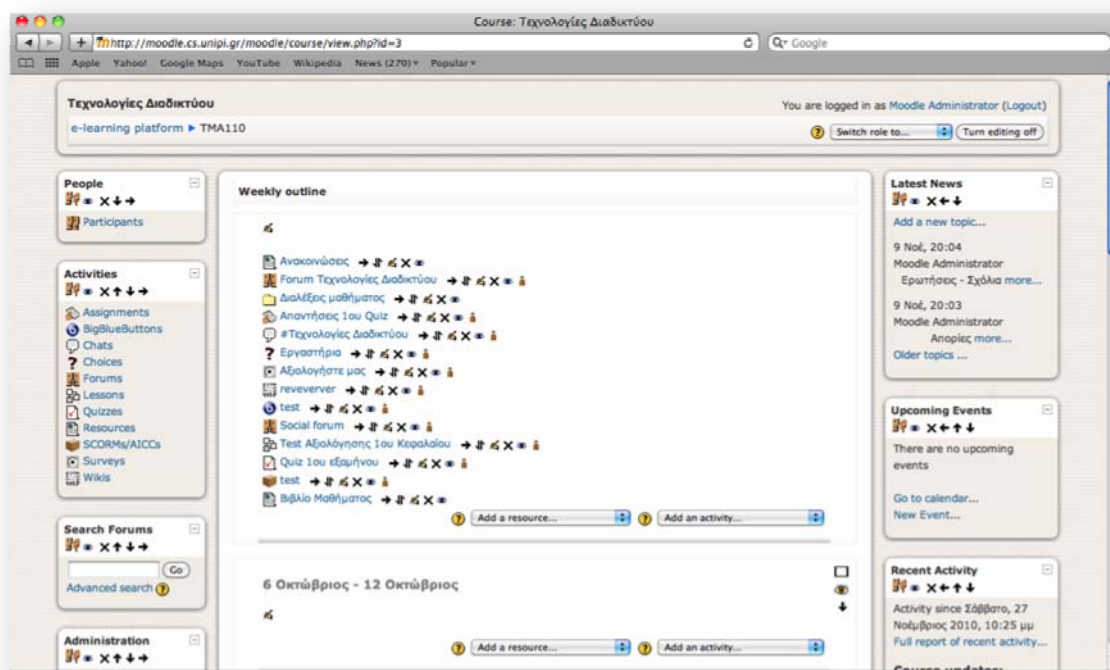 Course: Τεχνολογίες Διαδικτύου
http://moodle.cs.unipi.gr/moodle/course/view.php?id=3
Google
Apple Yahoo! Google Maps YouTube Wikipedia News (270) Popular
Τεχνολογίες Διαδικτύου
You are logged in as Moodle Administrator (Logout)
e-learning platform ► TMA110
Switch role to...
Turn editing off
People
Participants
Activities
Assignments
BigBlueButtons
Chats
Choices
Forums
Lessons
Quizzes
Resources
SCORMs/AICCs
Surveys
Wikis
Search Forums
Go
Advanced search
Administration
Weekly outline
Ανακοινώσεις
Forum Τεχνολογίες Διαδικτύου
Διαλέξεις μαθήματος
Απαντήσεις 1ου Quiz
#Τεχνολογίες Διαδικτύου
Εργαστήρια
Αξιολογήστε μας
reveverver
test
Social forum
Test Αξιολόγησης 1ου Κεφαλαίου
Quiz 1ου εξαμήνου
test
Βιβλίο Μαθήματος
Add a resource... Add an activity...
6 Οκτώβριος - 12 Οκτώβριος
Add a resource... Add an activity...
Latest News
Add a new topic...
9 Νοέ, 20:04
Moodle Administrator
Ερωτήσεις - Σχόλια more...
9 Νοέ, 20:03
Moodle Administrator
Απορίες more...
Older topics ...
Upcoming Events
There are no upcoming
events
Go to calendar...
New Event...
Recent Activity
Activity since Σάββατο, 27
Νοέμβριος 2010, 10:25 μμ
Full report of recent activity...
Course updates: